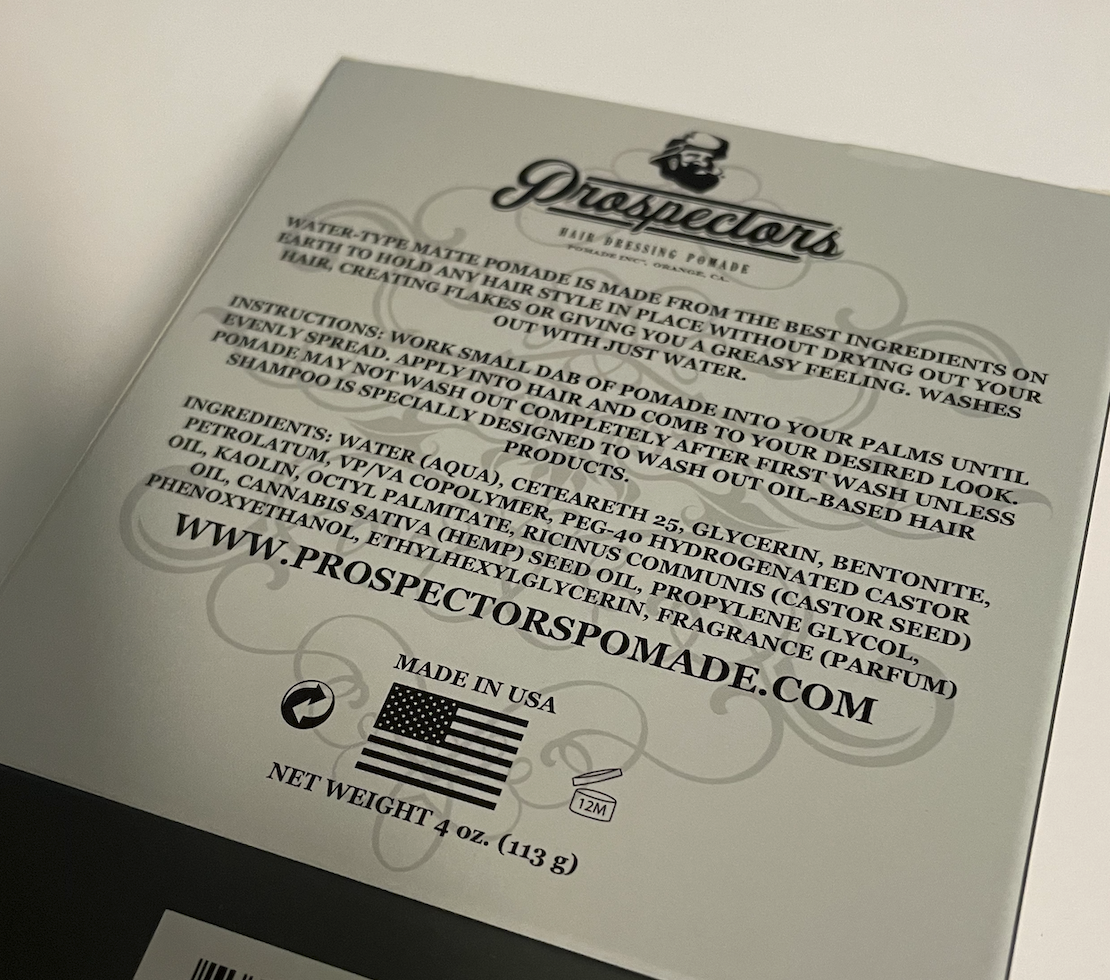 Prospectors
HAIR DRESSING POMADE
POMADE INC., ORANGE, CA.
WATER-TYPE MATTE POMADE IS MADE FROM THE BEST INGREDIENTS ON
EARTH TO HOLD ANY HAIR STYLE IN PLACE WITHOUT DRYING OUT YOUR
HAIR, CREATING FLAKES OR GIVING YOU A GREASY FEELING. WASHES
OUT WITH JUST WATER.
INSTRUCTIONS: WORK SMALL DAB OF POMADE INTO YOUR PALMS UNTIL
EVENLY SPREAD. APPLY INTO HAIR AND COMB TO YOUR DESIRED LOOK.
POMADE MAY NOT WASH OUT COMPLETELY AFTER FIRST WASH UNLESS
SHAMPOO IS SPECIALLY DESIGNED TO WASH OUT OIL-BASED HAIR
PRODUCTS.
INGREDIENTS: WATER (AQUA), CETEARETH 25, GLYCERIN, BENTONITE,
PETROLATUM, VP/VA COPOLYMER, PEG-40 HYDROGENATED CASTOR
OIL, KAOLIN, OCTYL PALMITATE, RICINUS COMMUNIS (CASTOR SEED)
OIL, CANNABIS SATIVA (HEMP) SEED OIL, PROPYLENE GLYCOL,
PHENOXYETHANOL, ETHYLHEXYLGLYCERIN, FRAGRANCE (PARFUM)
WWW.PROSPECTORSPOMADE.COM
MADE IN USA
12M
NET WEIGHT 4 oz. (113 g)